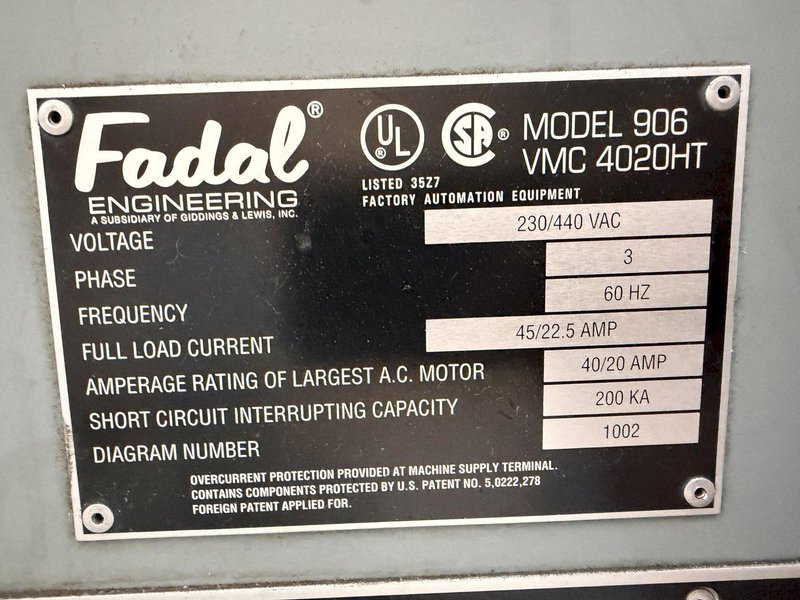 Fadal®
ENGINEERING
A SUBSIDIARY OF GIDDINGS & LEWIS, INC.
UL
SA ®
LISTED 35Z7
FACTORY AUTOMATION EQUIPMENT
MODEL 906
VMC 4020HT
VOLTAGE 230/440 VAC
PHASE 3
FREQUENCY 60 HZ
FULL LOAD CURRENT 45/22.5 AMP
AMPERAGE RATING OF LARGEST A.C. MOTOR 40/20 AMP
SHORT CIRCUIT INTERRUPTING CAPACITY 200 KA
DIAGRAM NUMBER 1002
OVERCURRENT PROTECTION PROVIDED AT MACHINE SUPPLY TERMINAL.
CONTAINS COMPONENTS PROTECTED BY U.S. PATENT NO. 5,0222,278
FOREIGN PATENT APPLIED FOR.